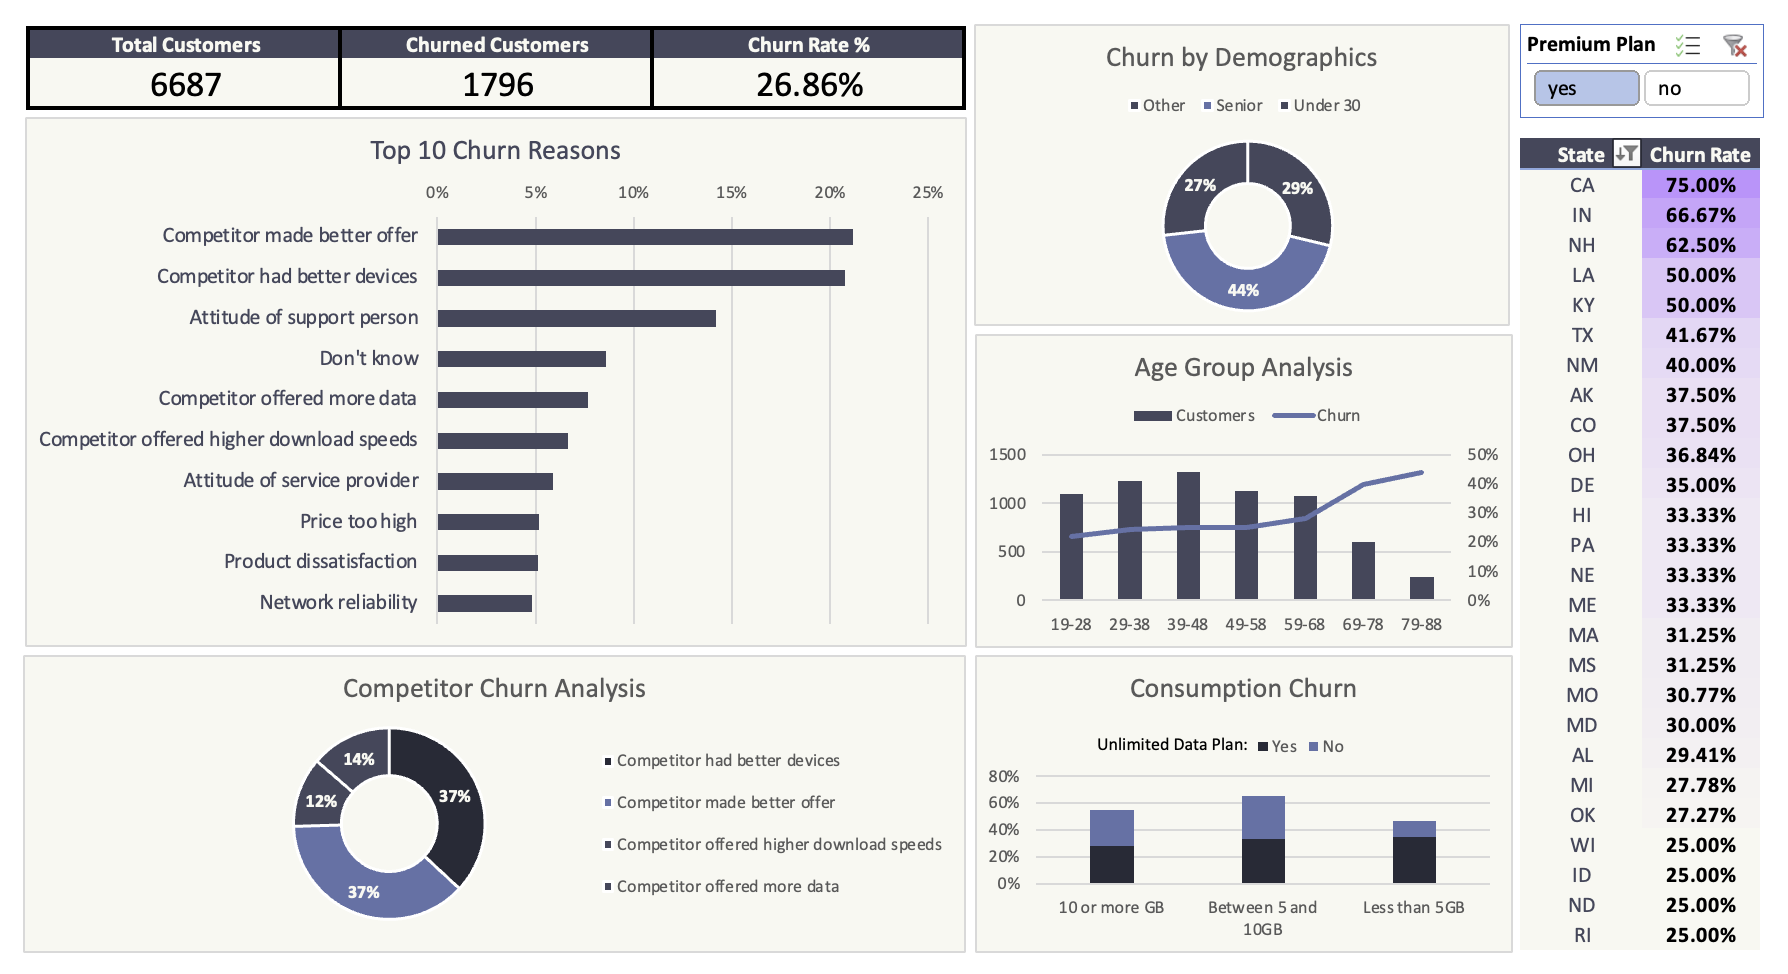 Total Customers
Churned Customers
Churn Rate %
6687
1796
26.86%
Top 10 Churn Reasons
0% 5% 10% 15% 20% 25%
Competitor made better offer
Competitor had better devices
Attitude of support person
Don't know
Competitor offered more data
Competitor offered higher download speeds
Attitude of service provider
Price too high
Product dissatisfaction
Network reliability
Competitor Churn Analysis
14%
37%
12%
37%
Competitor had better devices
Competitor made better offer
Competitor offered higher download speeds
Competitor offered more data
Churn by Demographics
Other Senior Under 30
27% 29%
44%
Age Group Analysis
Customers Churn
1500 50%
40%
1000
30%
20%
500
10%
0 0%
19-28 29-38 39-48 49-58 59-68 69-78 79-88
Consumption Churn
Unlimited Data Plan: Yes No
80%
60%
40%
20%
0%
10 or more GB
Between 5 and
10GB
Less than 5GB
Premium Plan
yes no
State Churn Rate
CA 75.00%
IN 66.67%
NH 62.50%
LA 50.00%
KY 50.00%
TX 41.67%
NM 40.00%
AK 37.50%
CO 37.50%
OH 36.84%
DE 35.00%
HI 33.33%
PA 33.33%
NE 33.33%
ME 33.33%
MA 31.25%
MS 31.25%
MO 30.77%
MD 30.00%
AL 29.41%
MI 27.78%
OK 27.27%
WI 25.00%
ID 25.00%
ND 25.00%
RI 25.00%